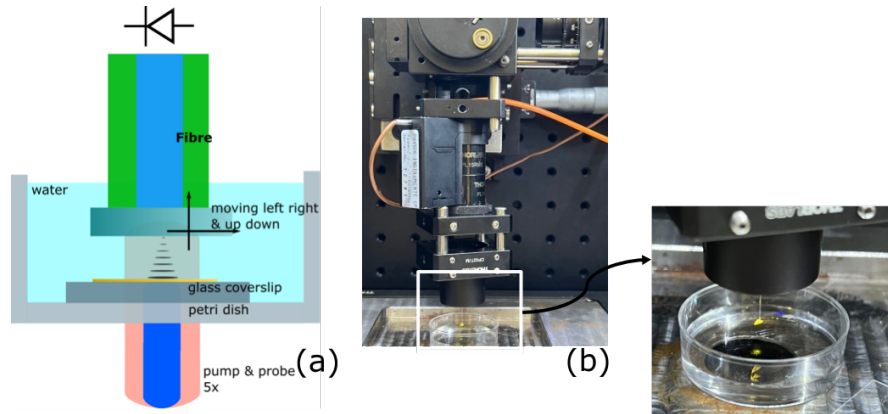 Fibre
water
moving left right
& up down
glass coverslip
petri dish
pump & probe
5x
(a)
(b)